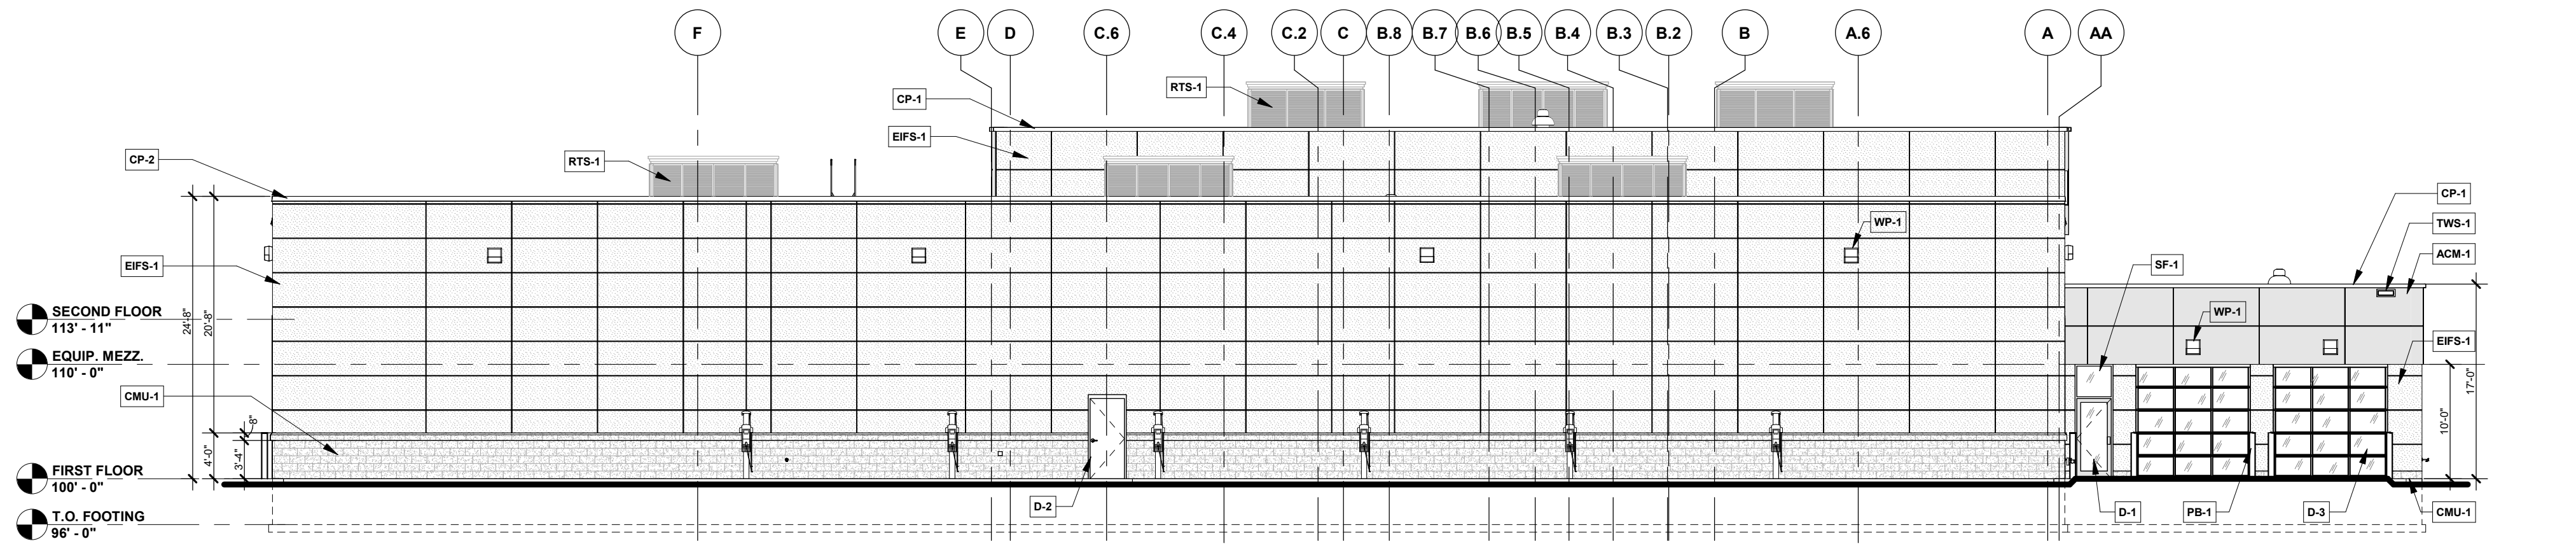 F
E
D
C.6
C.4
C.2
C
B.8
B.7
B.6
B.5
B.4
B.3
B.2
B
A.6
A
AA
RTS-1
CP-1
EIFS-1
CP-2
RTS-1
CP-1
WP-1
TWS-1
ACM-1
SF-1
EIFS-1
WP-1
SECOND FLOOR
113' - 11"
24'-8"
20'-8"
EIFS-1
EQUIP. MEZZ.
110' - 0"
17'-0"
10'-0"
CMU-1
8"
4'-0"
3'-4"
FIRST FLOOR
100' - 0"
D-2
D-1
PB-1
D-3
CMU-1
T.O. FOOTING
96' - 0"